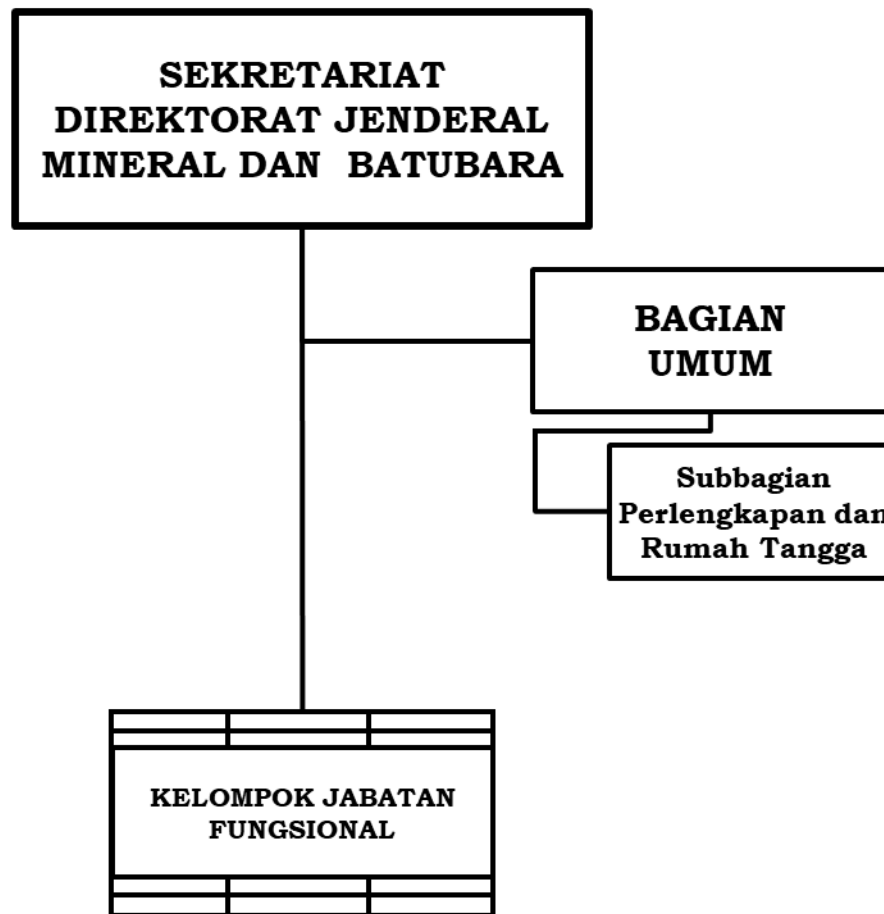 SEKRETARIAT
DIREKTORAT JENDERAL
MINERAL DAN BATUBARA
BAGIAN
UMUM
Subbagian
Perlengkapan dan
Rumah Tangga
KELOMPOK JABATAN
FUNGSIONAL